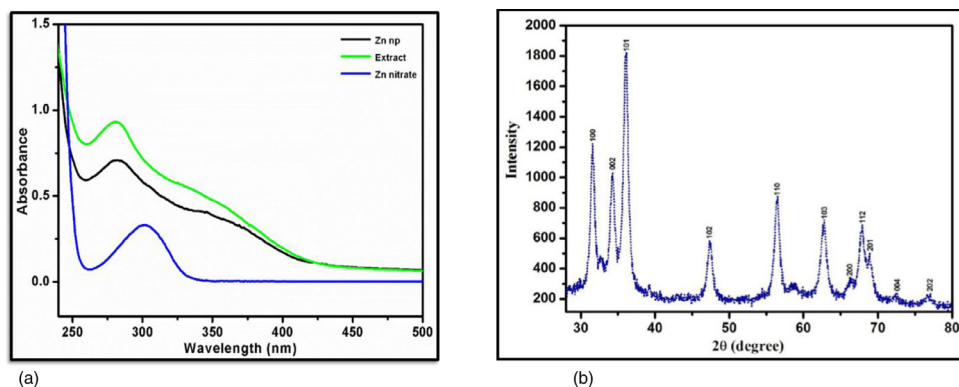 1.5
1.0
0.5
0.0
Absorbance
250 300 350 400 450 500
Wavelength (nm)
Zn np
Extract
Zn nitrate
(a)
2000
1800
1600
1400
1200
1000
800
600
400
200
Intensity
100
002
101
102
110
103
200
112
201
004
202
30 40 50 60 70 80
2θ (degree)
(b)